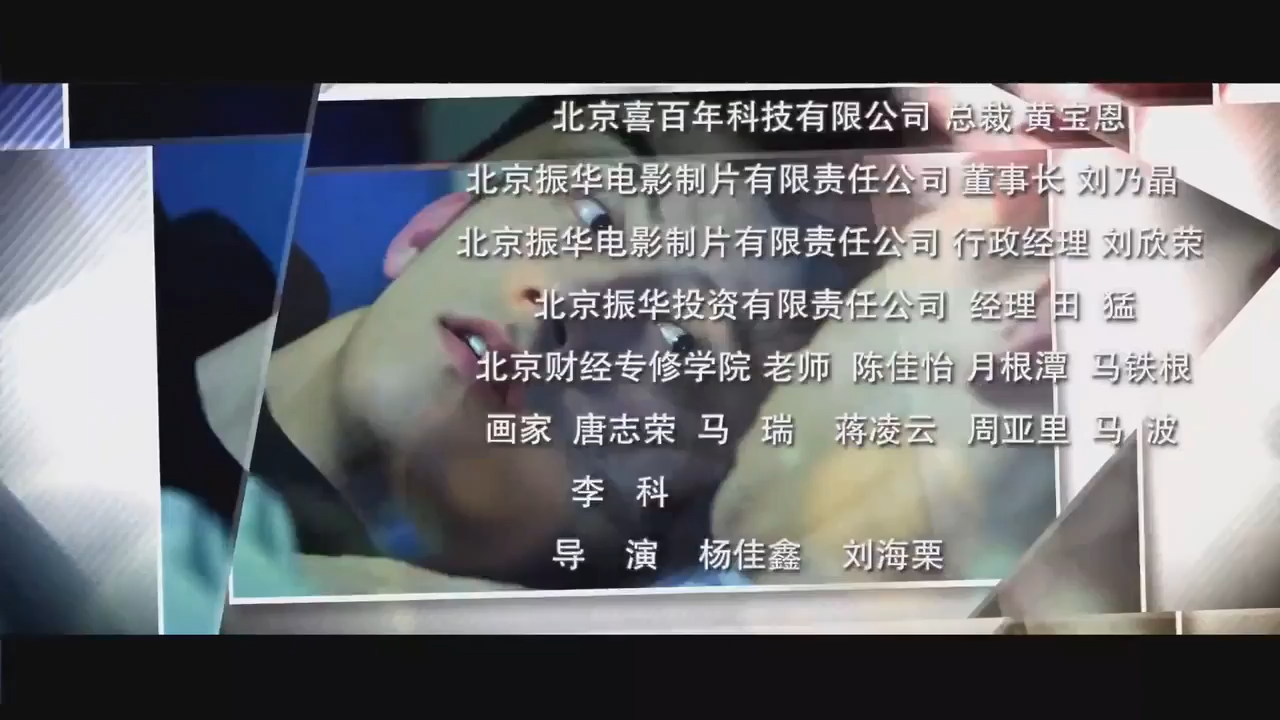 北京喜百年科技有限公司 总裁 黄宝恩
北京振华电影制片有限责任公司 董事长 刘乃晶
北京振华电影制片有限责任公司 行政经理 刘欣荣
北京振华投资有限责任公司 经理 田 猛
北京财经专修学院 老师 陈佳怡 月根潭 马铁根
画家 唐志荣 马 瑞 蒋凌云 周亚里 马 波
李 科
导 演 杨佳鑫 刘海栗